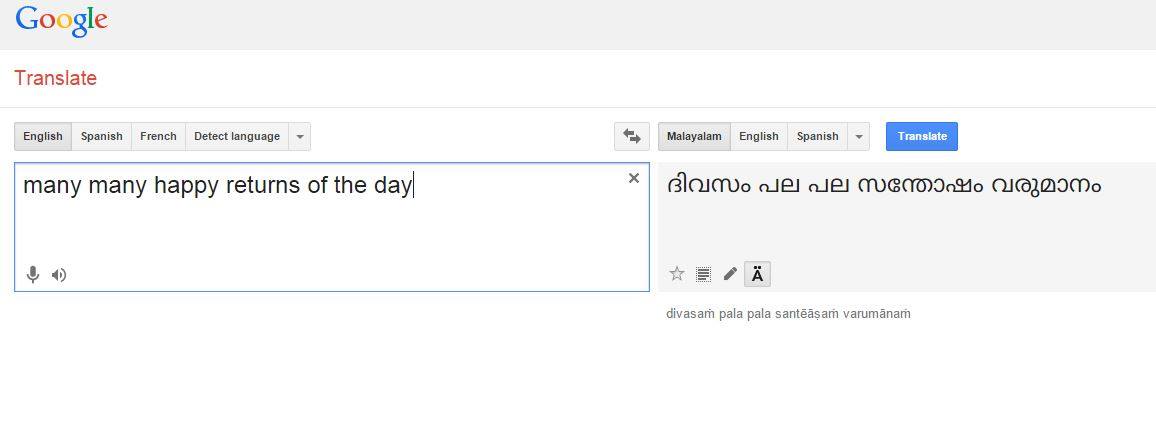 Google
Translate
English Spanish French Detect language
Malayalam English Spanish Translate
many many happy returns of the day
ദിവസം പല പല സന്തോഷം വരുമാനം
Ä
divasaṁ pala pala santēāṣaṁ varumānaṁ